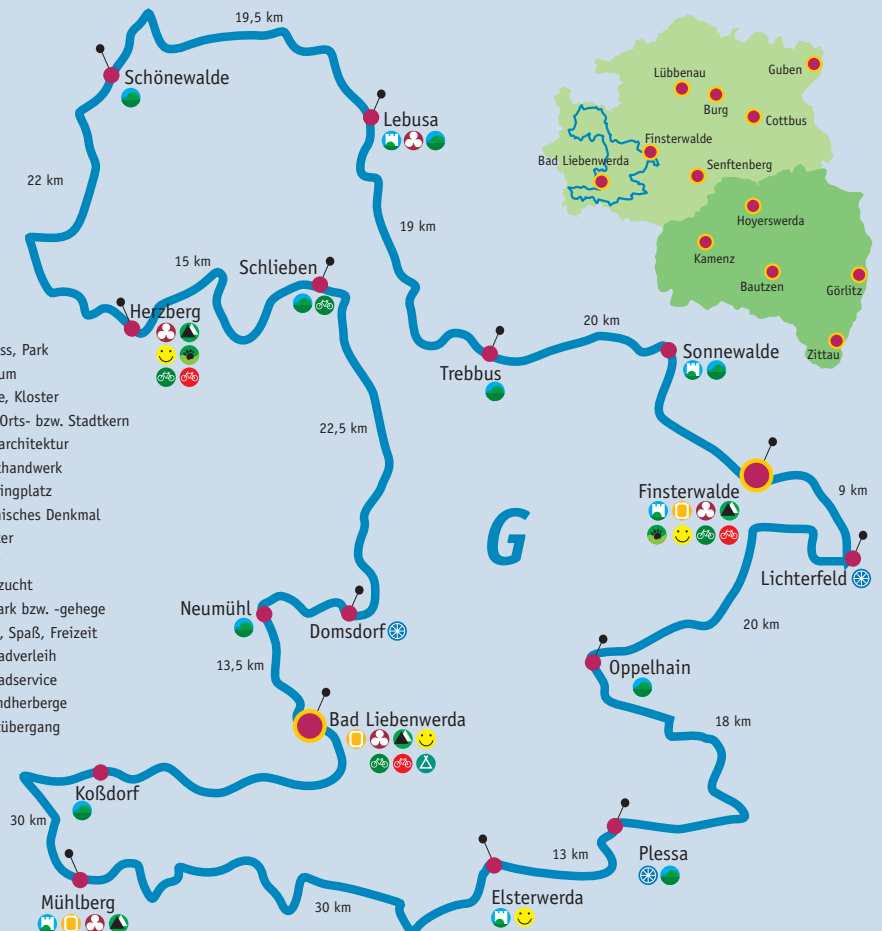 19,5 km
Schönewalde
Lebusa
22 km
19 km
15 km
Schlieben
Herzberg
20 km
Trebbus
Sonnewalde
22,5 km
Finsterwalde
9 km
G
Lichterfeld
Neumühl
Domsdorf
20 km
13,5 km
Oppelhain
Bad Liebenwerda
18 km
Koßdorf
30 km
Mühlberg
30 km
Elsterwerda
13 km
Plessa
Lübbenau
Guben
Burg
Cottbus
Finsterwalde
Bad Liebenwerda
Senftenberg
Hoyerswerda
Kamenz
Bautzen
Görlitz
Zittau
ss, Park
um
e, Kloster
Orts- bzw. Stadtkern
architektur
thandwerk
ingplatz
nisches Denkmal
ter
zucht
ark bzw. -gehege
, Spaß, Freizeit
adverleih
adservice
ndherberge
zübergang